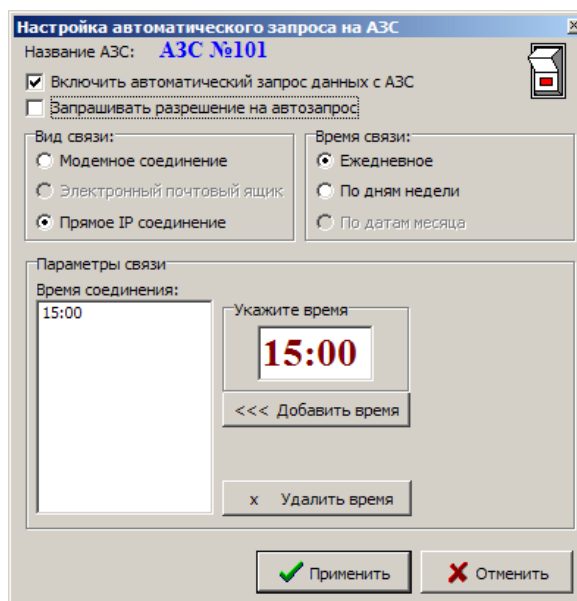 Настройка автоматического запроса на АЗС
Название АЗС: АЗС №101
Включить автоматический запрос данных с АЗС
Запрашивать разрешение на автозапрос
Вид связи:
Модемное соединение
Электронный почтовый ящик
Прямое IP соединение
Время связи:
Ежедневное
По дням недели
По датам месяца
Параметры связи
Время соединения:
15:00
Укажите время
15:00
<<< Добавить время
x Удалить время
Применить
Отменить